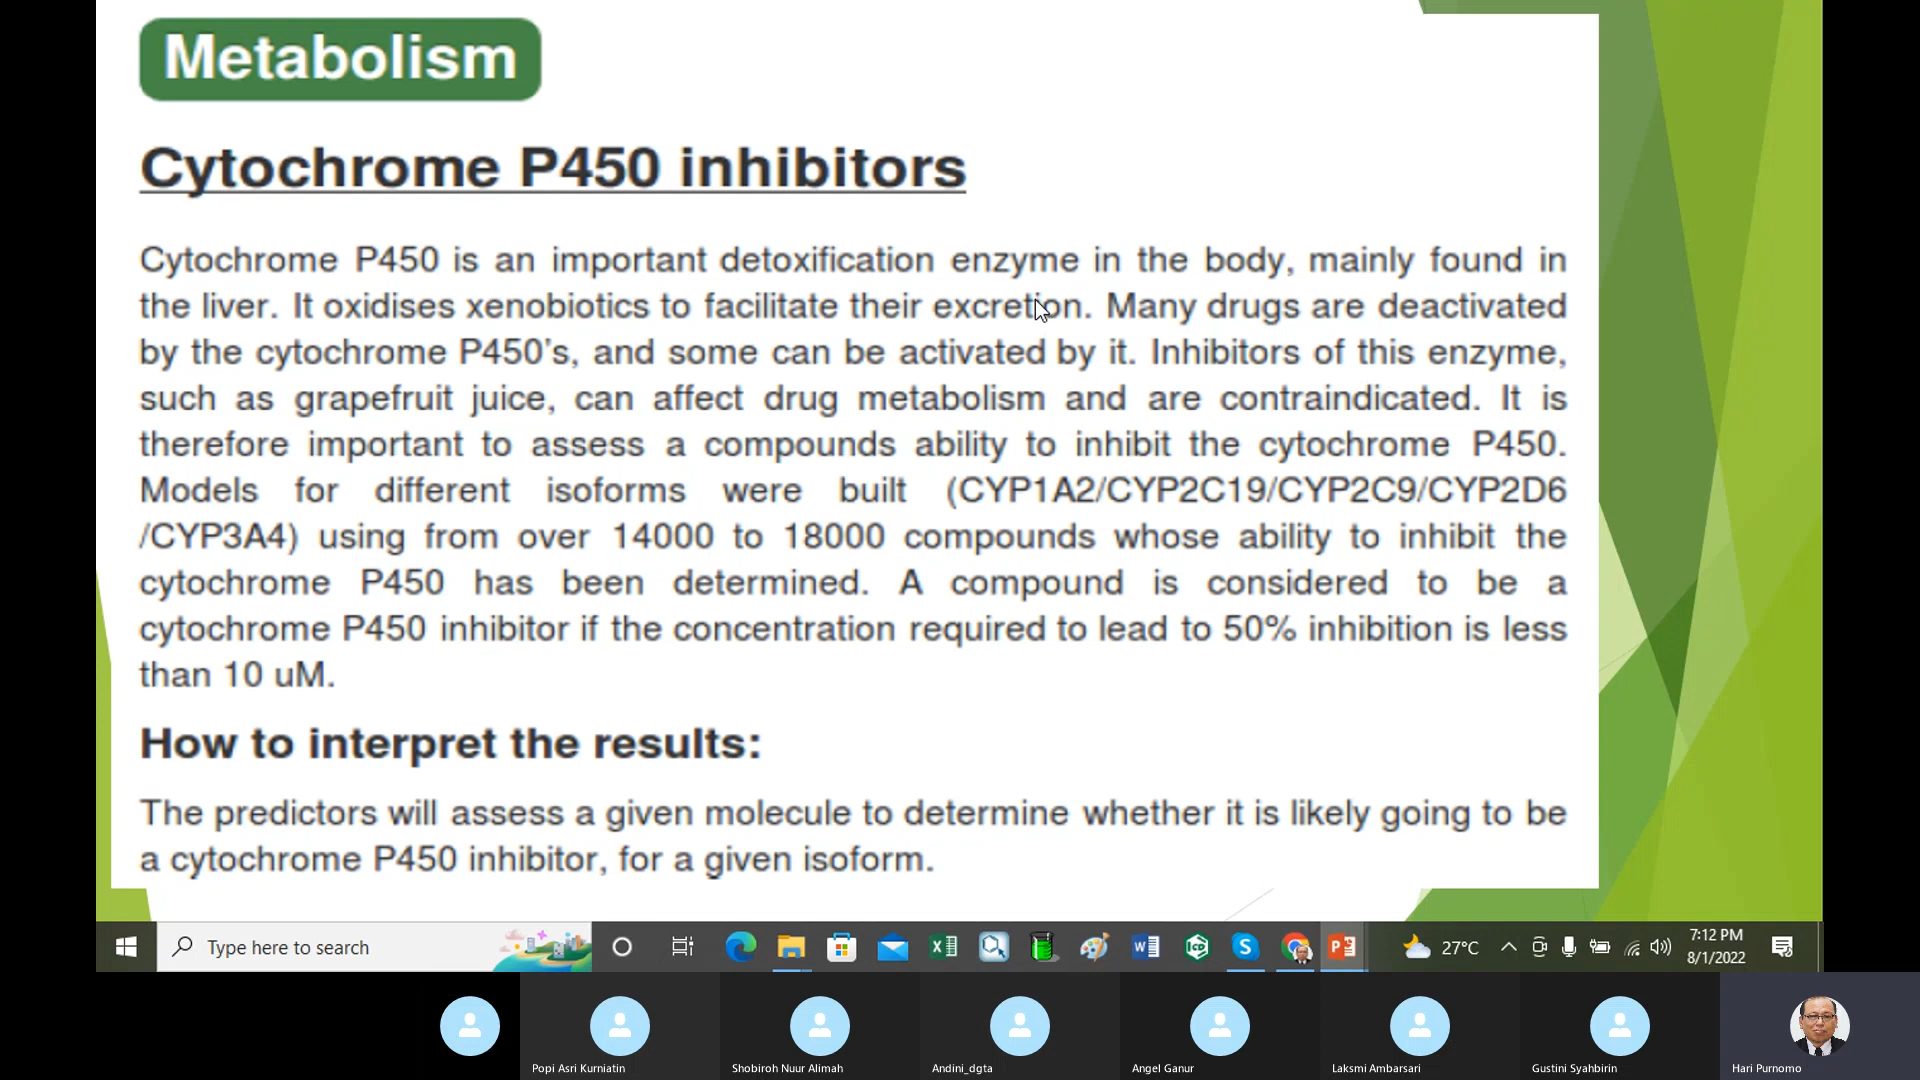 Metabolism
Cytochrome P450 inhibitors
Cytochrome P450 is an important detoxification enzyme in the body, mainly found in
the liver. It oxidises xenobiotics to facilitate their excretion. Many drugs are deactivated
by the cytochrome P450's, and some can be activated by it. Inhibitors of this enzyme,
such as grapefruit juice, can affect drug metabolism and are contraindicated. It is
therefore important to assess a compounds ability to inhibit the cytochrome P450.
Models for different isoforms were built (CYP1A2/CYP2C19/CYP2C9/CYP2D6
/CYP3A4) using from over 14000 to 18000 compounds whose ability to inhibit the
cytochrome P450 has been determined. A compound is considered to be a
cytochrome P450 inhibitor if the concentration required to lead to 50% inhibition is less
than 10 uM.
How to interpret the results:
The predictors will assess a given molecule to determine whether it is likely going to be
a cytochrome P450 inhibitor, for a given isoform.
Type here to search
27°C
7:12 PM
8/1/2022
Popi Asri Kurniatin
Shobiroh Nuur Alimah
Andini_dgta
Angel Ganur
Laksmi Ambarsari
Gustini Syahbirin
Hari Purnomo